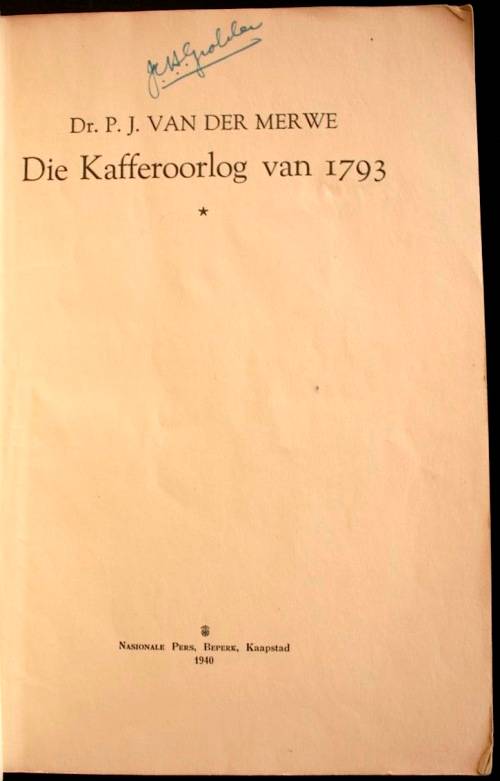 Dr. P. J. VAN DER MERWE
Die Kafferoorlog van 1793
★
NASIONALE PERS, BEPERK, Kaapstad
1940